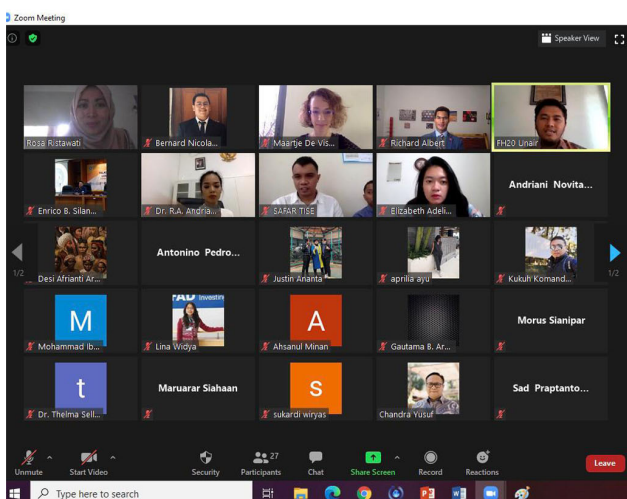 Zoom Meeting
Speaker View
Rosa Ristawati
Bernard Nicola...
Maartje De Vis...
Richard Albert
FH20 Unair
Enrico B. Silan...
Dr. R.A. Andria...
SAFAR TISE
Elizabeth Adeli...
Andriani Novita...
Desi Afrianti Ar...
Antonino Pedro...
Justin Ananta
aprilia ayu
Kukuh Komand...
1/2
1/2
M
Mohammad Ib...
Investin
Lina Widya
A
Ahsanul Minan
Gautama B. Ar...
Morus Sianipar
t
Dr. Thelma Sell...
Maruarar Siahaan
S
sukardi wiryas
Chandra Yusuf
Sad Praptanto...
Unmute
Start Video
Security
27
Participants
Chat
Share Screen
Record
Reactions
Leave
Type here to search